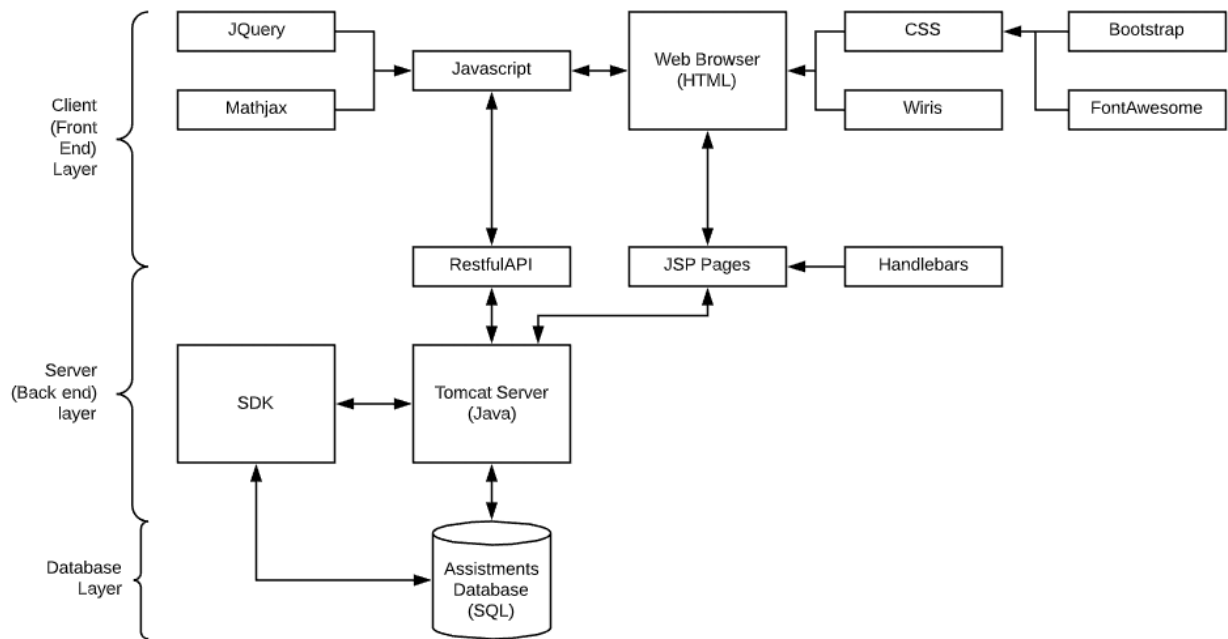 JQuery
Mathjax
Javascript
Web Browser
(HTML)
CSS
Wiris
Bootstrap
FontAwesome
Client
(Front
End)
Layer
RestfulAPI
JSP Pages
Handlebars
Server
(Back end)
layer
SDK
Tomcat Server
(Java)
Database
Layer
Assistments
Database
(SQL)